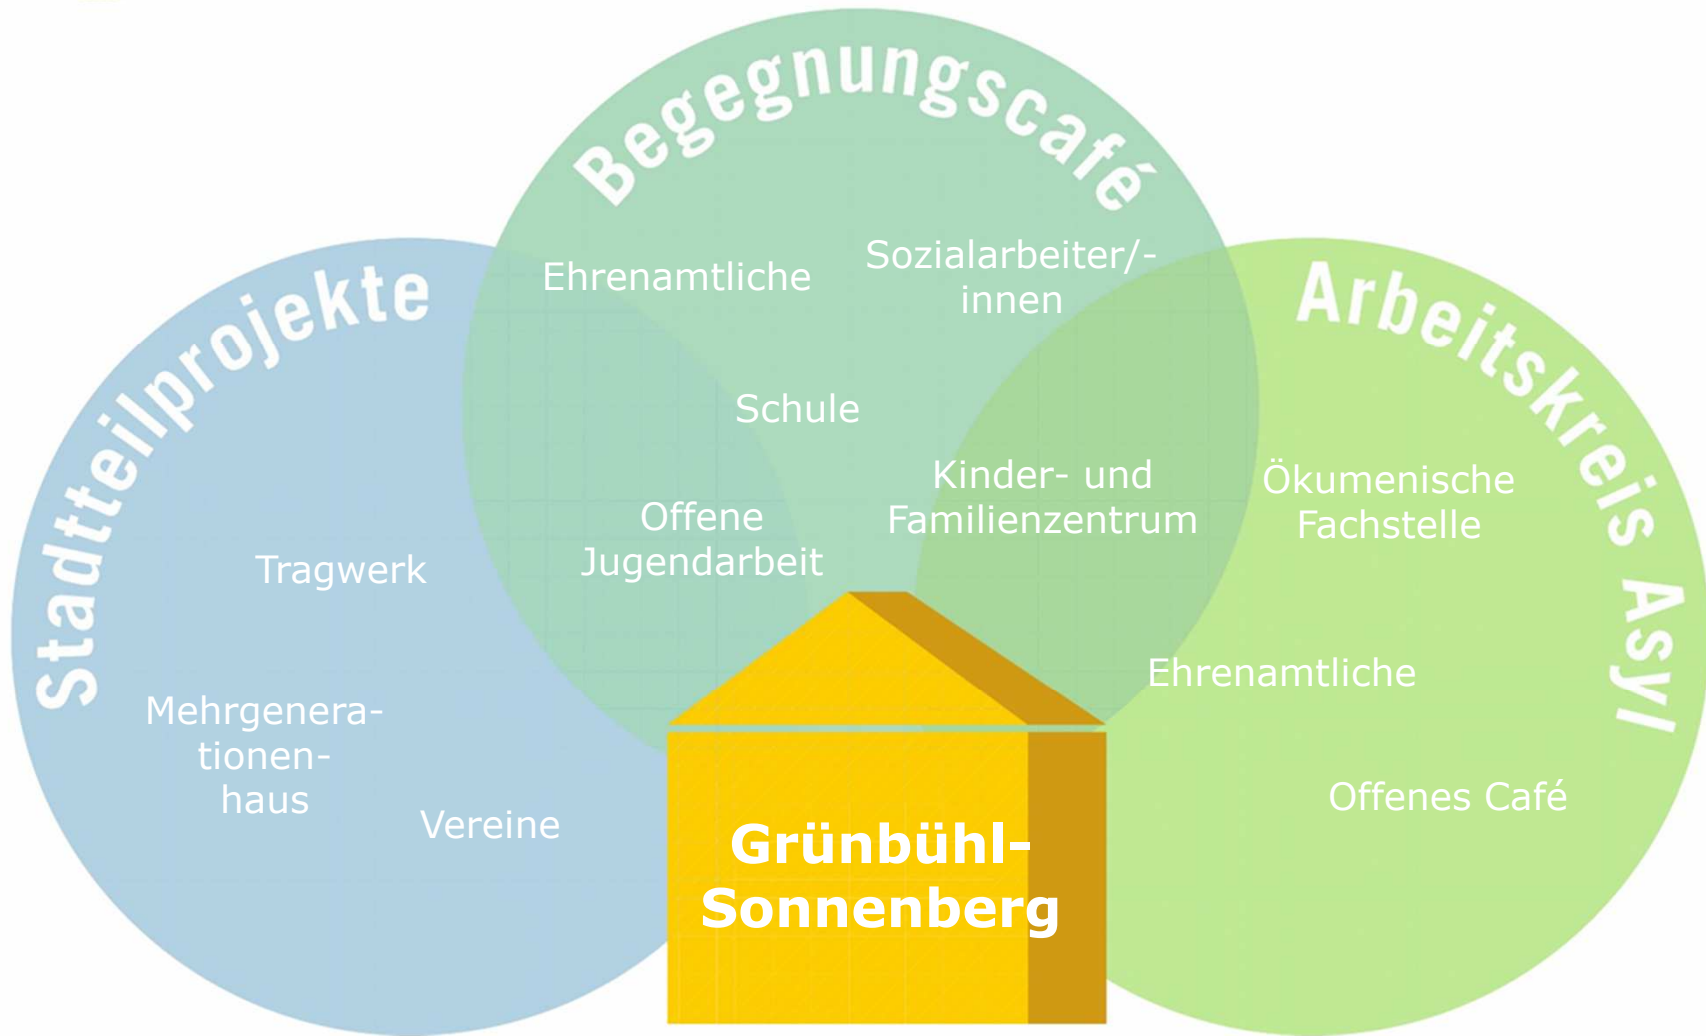 Begegnungscafé
Ehrenamtliche
Sozialarbeiter/-
innen
Schule
Kinder- und
Familienzentrum
Offene
Jugendarbeit
Stadtteilprojekte
Tragwerk
Mehrgenera-
tionen-
haus
Vereine
Arbeitskreis Asyl
Ökumenische
Fachstelle
Ehrenamtliche
Offenes Café
Grünbühl-
Sonnenberg